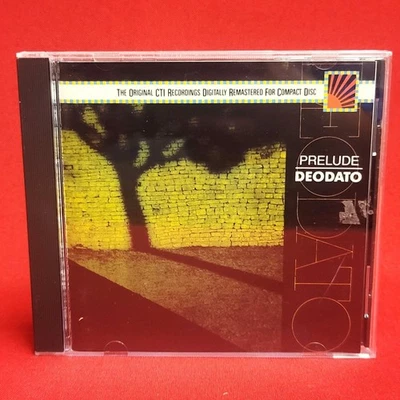 THE ORIGINAL CTI RECORDINGS DIGITALLY REMASTERED FOR COMPACT DISC
PRELUDE
DEODATO
DEODATO